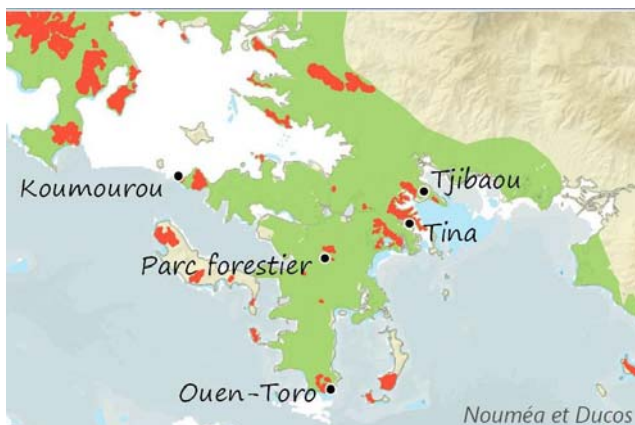 Koumourou
Tjibaou
Tina
Parc forestier
Ouen-Toro
Nouméa et Ducos